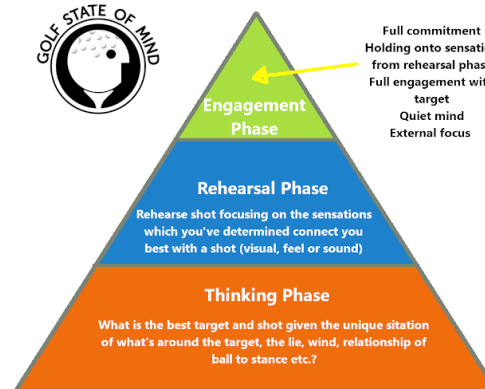 GOLF STATE OF MIND
Full commitment
Holding onto
from rehearsal
Full engagement
target
Quiet mind
External focus
Engagement
Phase
Rehearsal Phase
Rehearse shot focusing on the sensations
which you've determined connect you
best with a shot (visual, feel or sound)
Thinking Phase
What is the best target and shot given the unique sitation
of what's around the target, the lie, wind, relationship of
ball to stance etc.?